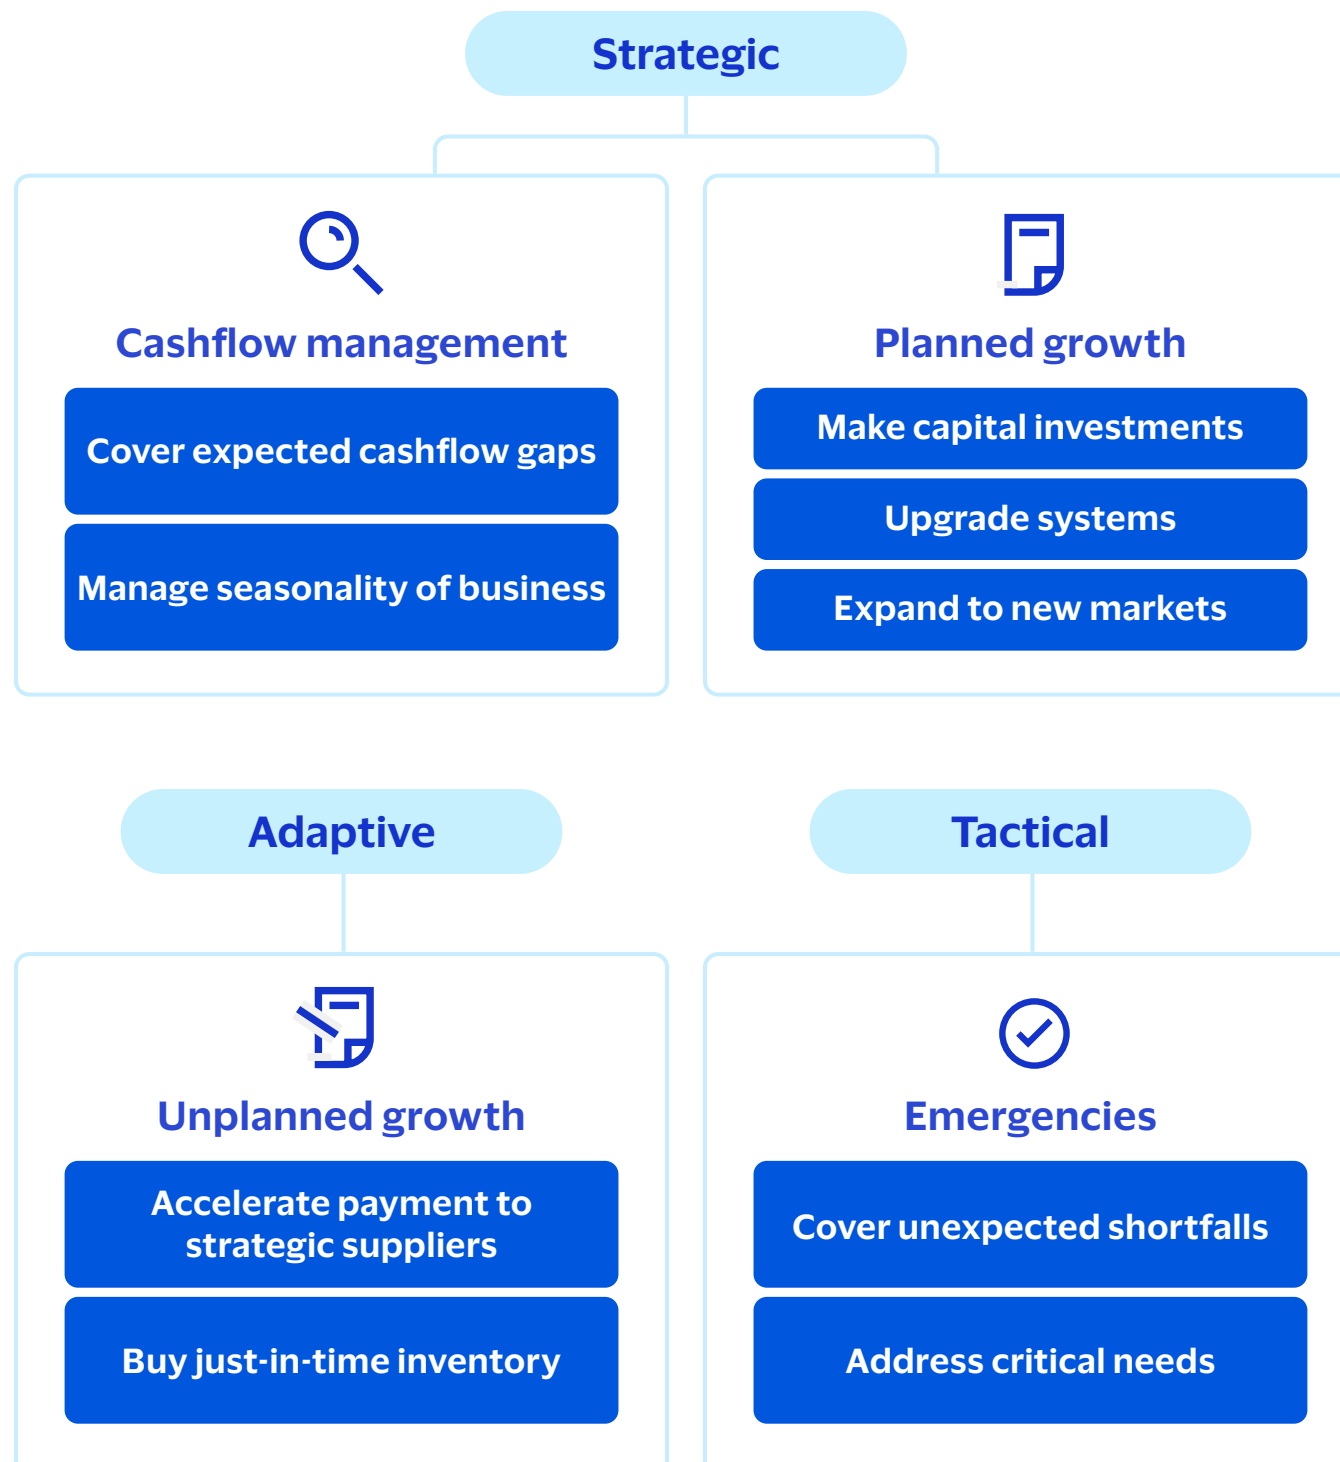 Strategic
Cashflow management
Cover expected cashflow gaps
Manage seasonality of business
Planned growth
Make capital investments
Upgrade systems
Expand to new markets
Adaptive
Unplanned growth
Accelerate payment to
strategic suppliers
Buy just-in-time inventory
Tactical
Emergencies
Cover unexpected shortfalls
Address critical needs